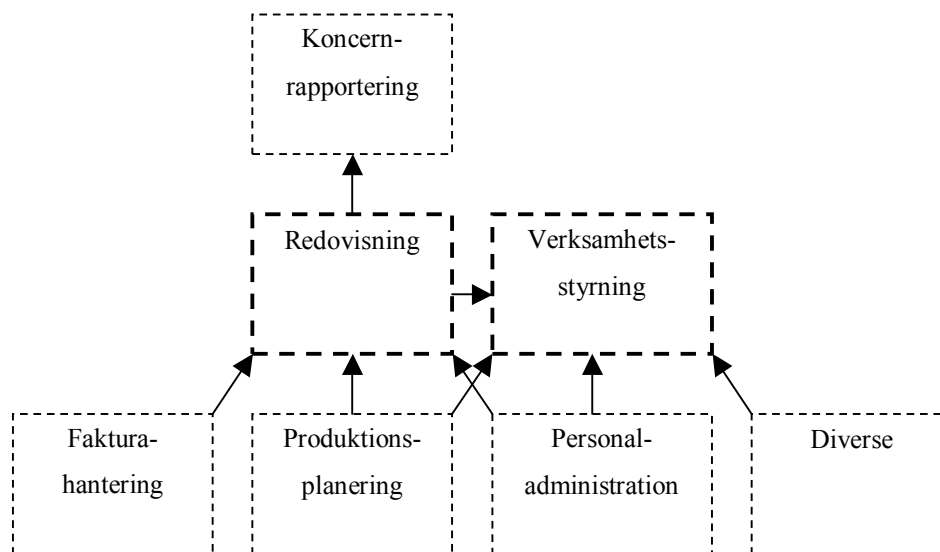 Koncern-
rapportering
Redovisning
Verksamhets-
styrning
Faktura-
hantering
Produktions-
planering
Personal-
administration
Diverse